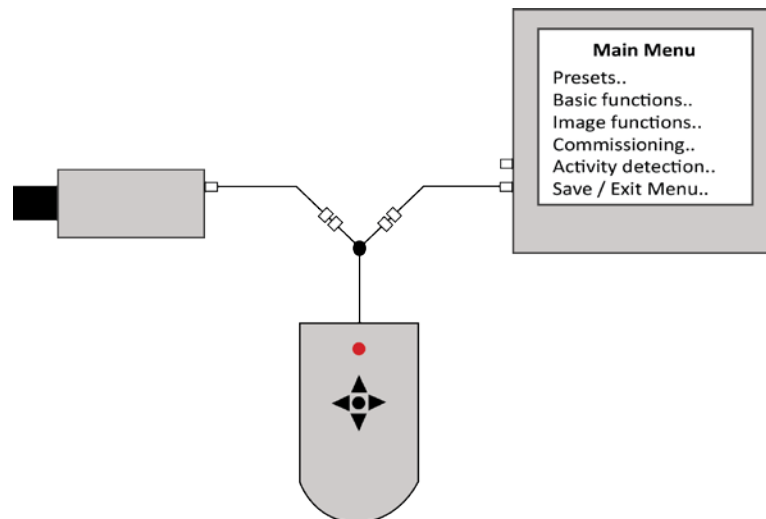 Main Menu
Presets..
Basic functions..
Image functions..
Commissioning..
Activity detection..
Save / Exit Menu..